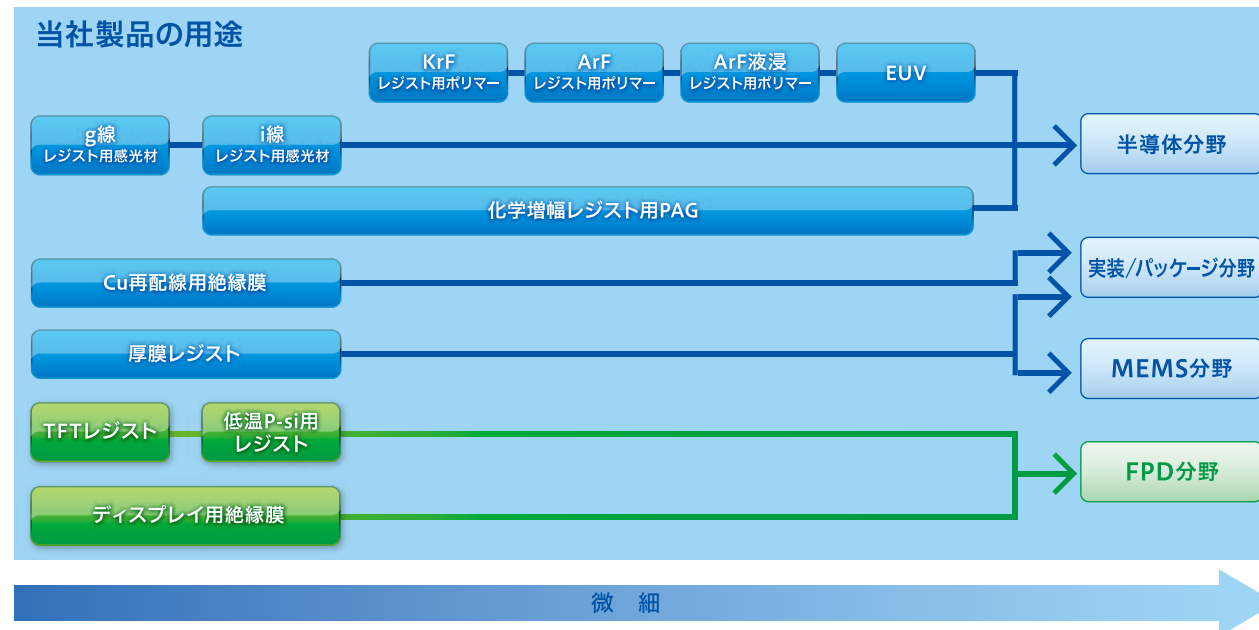 当社製品の用途
KrF
レジスト用ポリマー
ArF
レジスト用ポリマー
ArF液浸
レジスト用ポリマー
EUV
g線
レジスト用感光材
i線
レジスト用感光材
半導体分野
化学増幅レジスト用PAG
Cu再配線用絶縁膜
実装/パッケージ分野
厚膜レジスト
MEMS分野
TFTレジスト
低温P-si用
レジスト
FPD分野
ディスプレイ用絶縁膜
微 細